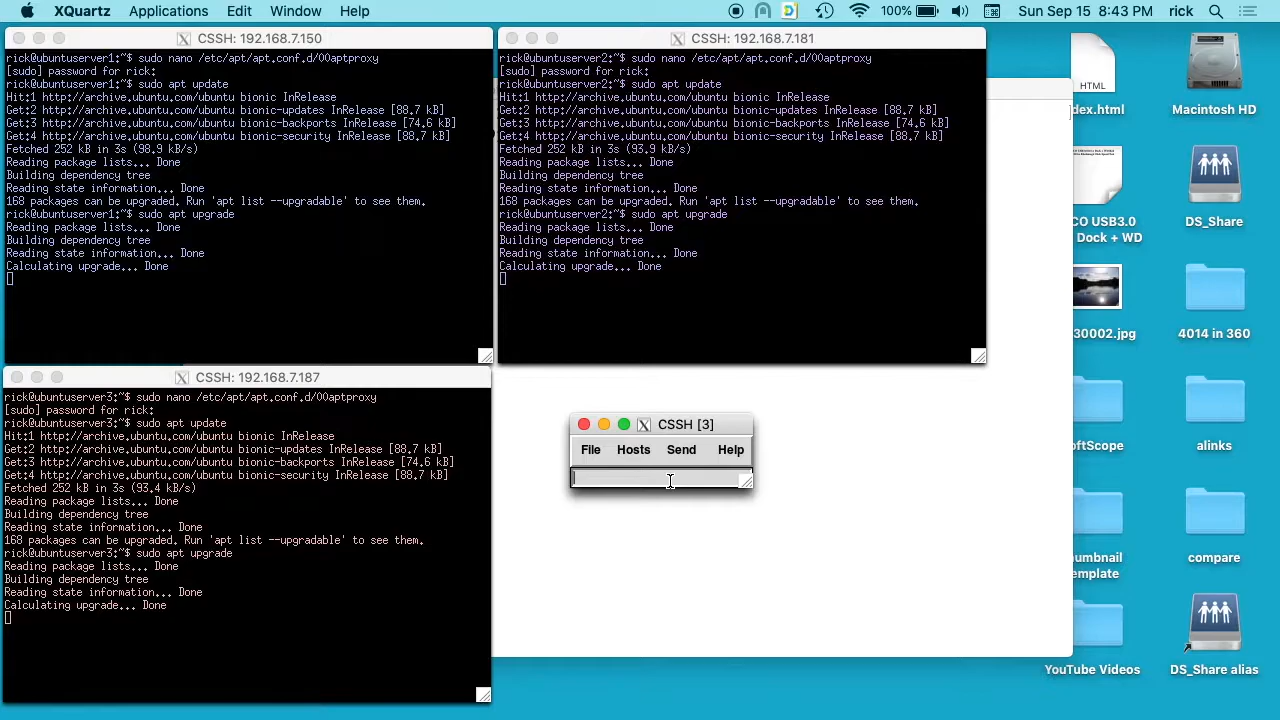 XQuartz Applications Edit Window Help 100% Sun Sep 15 8:43 PM rick
CSSH: 192.168.7.150
rick@ubuntuserver1:~$ sudo nano /etc/apt/apt.conf.d/00aptproxy
[sudo] password for rick:
rick@ubuntuserver1:~$ sudo apt update
Hit:1 http://archive.ubuntu.com/ubuntu bionic InRelease
Get:2 http://archive.ubuntu.com/ubuntu bionic-updates InRelease [88.7 kB]
Get:3 http://archive.ubuntu.com/ubuntu bionic-backports InRelease [74.6 kB]
Get:4 http://archive.ubuntu.com/ubuntu bionic-security InRelease [88.7 kB]
Fetched 252 kB in 3s (98.9 kB/s)
Reading package lists... Done
Building dependency tree
Reading state information... Done
168 packages can be upgraded. Run 'apt list --upgradable' to see them.
rick@ubuntuserver1:~$ sudo apt upgrade
Reading package lists... Done
Building dependency tree
Reading state information... Done
Calculating upgrade... Done
CSSH: 192.168.7.181
rick@ubuntuserver2:~$ sudo nano /etc/apt/apt.conf.d/00aptproxy
[sudo] password for rick:
rick@ubuntuserver2:~$ sudo apt update
Hit:1 http://archive.ubuntu.com/ubuntu bionic InRelease
Get:2 http://archive.ubuntu.com/ubuntu bionic-updates InRelease [88.7 kB]
Get:3 http://archive.ubuntu.com/ubuntu bionic-backports InRelease [74.6 kB]
Get:4 http://archive.ubuntu.com/ubuntu bionic-security InRelease [88.7 kB]
Fetched 252 kB in 3s (93.9 kB/s)
Reading package lists... Done
Building dependency tree
Reading state information... Done
168 packages can be upgraded. Run 'apt list --upgradable' to see them.
rick@ubuntuserver2:~$ sudo apt upgrade
Reading package lists... Done
Building dependency tree
Reading state information... Done
Calculating upgrade... Done
CSSH: 192.168.7.187
rick@ubuntuserver3:~$ sudo nano /etc/apt/apt.conf.d/00aptproxy
[sudo] password for rick:
rick@ubuntuserver3:~$ sudo apt update
Hit:1 http://archive.ubuntu.com/ubuntu bionic InRelease
Get:2 http://archive.ubuntu.com/ubuntu bionic-updates InRelease [88.7 kB]
Get:3 http://archive.ubuntu.com/ubuntu bionic-backports InRelease [74.6 kB]
Get:4 http://archive.ubuntu.com/ubuntu bionic-security InRelease [88.7 kB]
Fetched 252 kB in 3s (93.4 kB/s)
Reading package lists... Done
Building dependency tree
Reading state information... Done
168 packages can be upgraded. Run 'apt list --upgradable' to see them.
rick@ubuntuserver3:~$ sudo apt upgrade
Reading package lists... Done
Building dependency tree
Reading state information... Done
Calculating upgrade... Done
CSSH [3]
File Hosts Send Help
HTML
dex.html
Macintosh HD
CO USB3.0
Dock + WD
DS_Share
30002.jpg
4014 in 360
oftScope
alinks
umbnail
emplate
compare
YouTube Videos
DS_Share alias